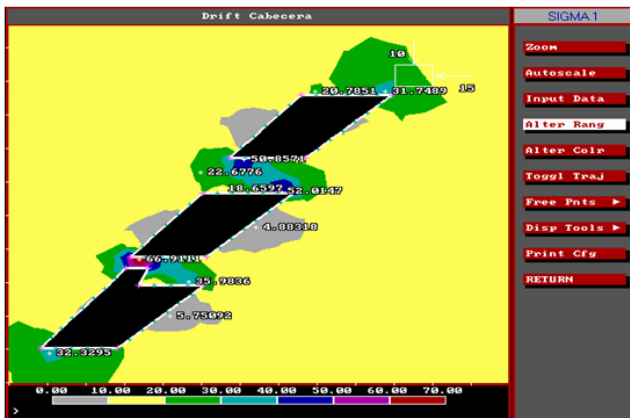 Drift Cabecera
SIGMA 1
10
Zoom
Autoscale
20.7851
31.7489
15
Input Data
Alter Rang
Alter Colr
50.8571
22.6776
Toggl Traj
18.6597
52.0147
Free Pnts ►
4.88318
Disp Tools ►
66.9111
Print Cfg
35.9836
RETURN
5.75092
32.3295
0.00 10.00 20.00 30.00 40.00 50.00 60.00 70.00
>